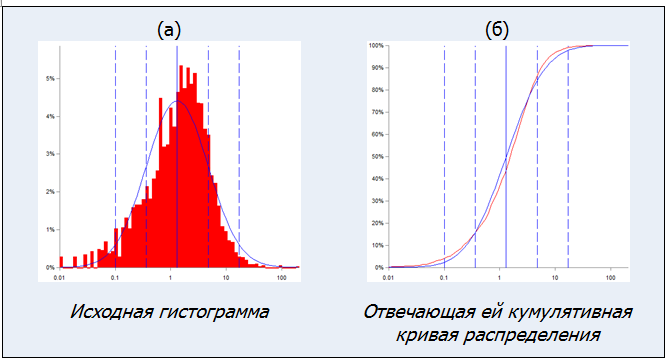 (а) (б)
5%
4%
3%
2%
1%
0%
0.01 0.1 1 10 100
100%
90%
80%
70%
60%
50%
40%
30%
20%
10%
0%
0.01 0.1 1 10 100
Исходная гистограмма
Отвечающая ей кумулятивная
кривая распределения